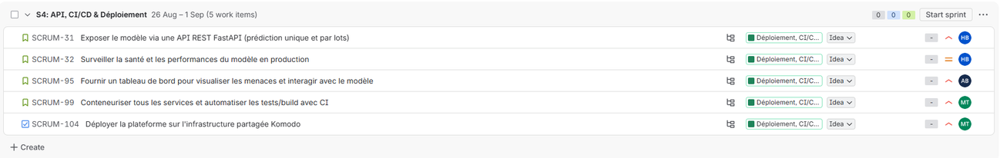 S4: API, CI/CD & Déploiement 26 Aug – 1 Sep (5 work items) 0 0 0 Start sprint
SCRUM-31 Exposer le modèle via une API REST FastAPI (prédiction unique et par lots) Déploiement, CI/C... Idea - HB
SCRUM-32 Surveiller la santé et les performances du modèle en production Déploiement, CI/C... Idea - HB
SCRUM-95 Fournir un tableau de bord pour visualiser les menaces et interagir avec le modèle Déploiement, CI/C... Idea - AB
SCRUM-99 Conteneuriser tous les services et automatiser les tests/build avec CI Déploiement, CI/C... Idea - MT
SCRUM-104 Déployer la plateforme sur l'infrastructure partagée Komodo Déploiement, CI/C... Idea - MT
+ Create